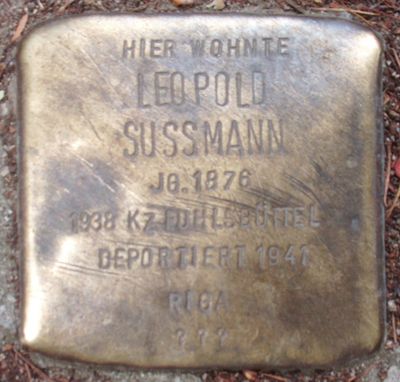 HIER WOHNTE
LEOPOLD
SUSSMANN
JG. 1876
1938 KZ FUHLSBÜTTEL
DEPORTIERT 1941
RIGA
? ? ?